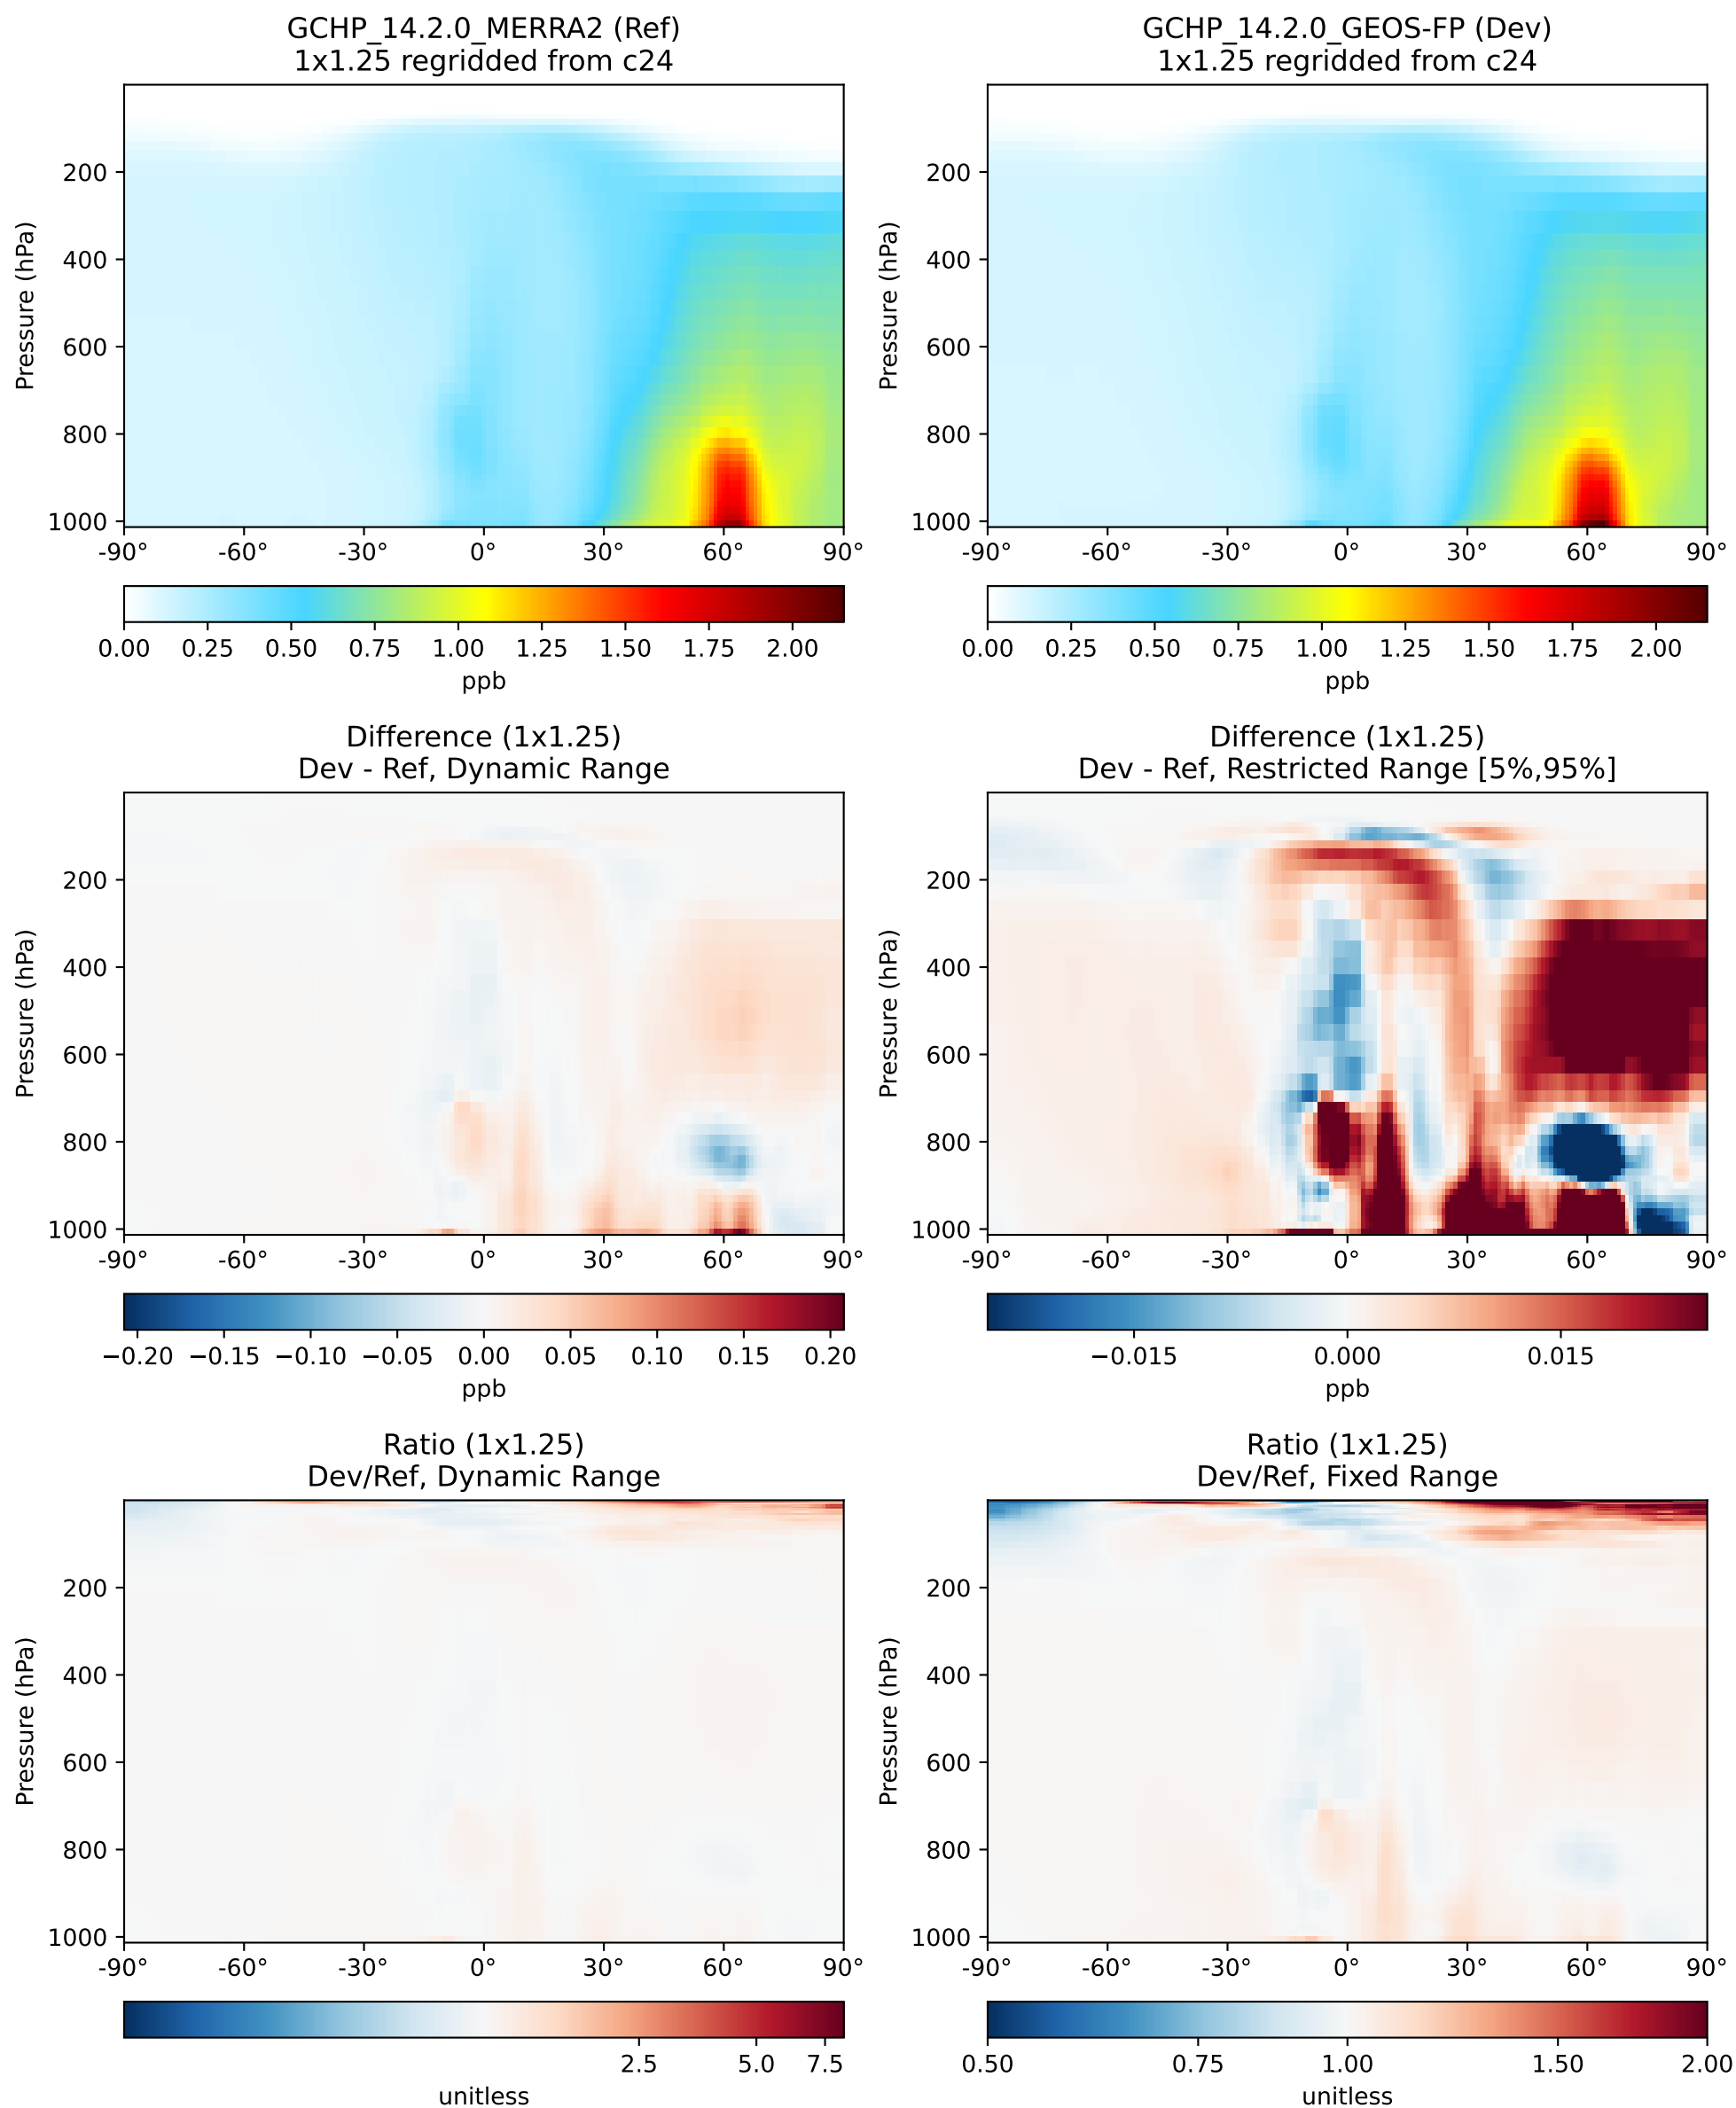 GCHP_14.2.0_MERRA2 (Ref)
1x1.25 regridded from c24
Pressure (hPa)
200
400
600
800
1000
-90° -60° -30° 0° 30° 60° 90°
0.00 0.25 0.50 0.75 1.00 1.25 1.50 1.75 2.00
ppb
GCHP_14.2.0_GEOS-FP (Dev)
1x1.25 regridded from c24
Pressure (hPa)
200
400
600
800
1000
-90° -60° -30° 0° 30° 60° 90°
0.00 0.25 0.50 0.75 1.00 1.25 1.50 1.75 2.00
ppb
Difference (1x1.25)
Dev - Ref, Dynamic Range
Pressure (hPa)
200
400
600
800
1000
-90° -60° -30° 0° 30° 60° 90°
−0.20 −0.15 −0.10 −0.05 0.00 0.05 0.10 0.15 0.20
ppb
Difference (1x1.25)
Dev - Ref, Restricted Range [5%,95%]
Pressure (hPa)
200
400
600
800
1000
-90° -60° -30° 0° 30° 60° 90°
−0.015 0.000 0.015
ppb
Ratio (1x1.25)
Dev/Ref, Dynamic Range
Pressure (hPa)
200
400
600
800
1000
-90° -60° -30° 0° 30° 60° 90°
2.5 5.0 7.5
unitless
Ratio (1x1.25)
Dev/Ref, Fixed Range
Pressure (hPa)
200
400
600
800
1000
-90° -60° -30° 0° 30° 60° 90°
0.50 0.75 1.00 1.50 2.00
unitless